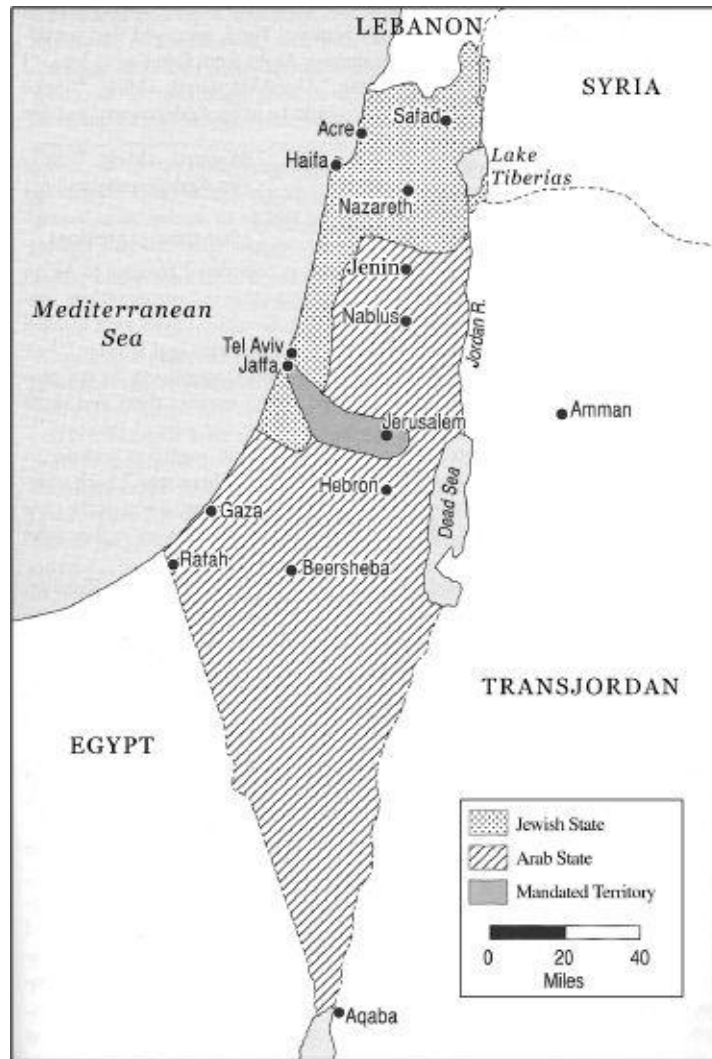 LEBANON
SYRIA
Safad
Acre
Haifa
Lake
Tiberias
Nazareth
Jenin
Mediterranean
Sea
Nablus
Jordan R.
Tel Aviv
Jaffa
Amman
Jerusalem
Hebron
Dead Sea
Gaza
Rafah
Beersheba
TRANSJORDAN
EGYPT
Jewish State
Arab State
Mandated Territory
0 20 40
Miles
Aqaba